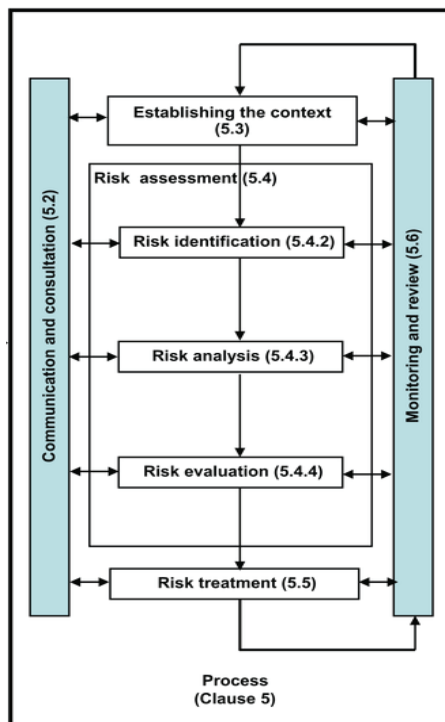 Establishing the context
(5.3)
Risk assessment (5.4)
Risk identification (5.4.2)
Risk analysis (5.4.3)
Risk evaluation (5.4.4)
Risk treatment (5.5)
Communication and consultation (5.2)
Monitoring and review (5.6)
Process
(Clause 5)